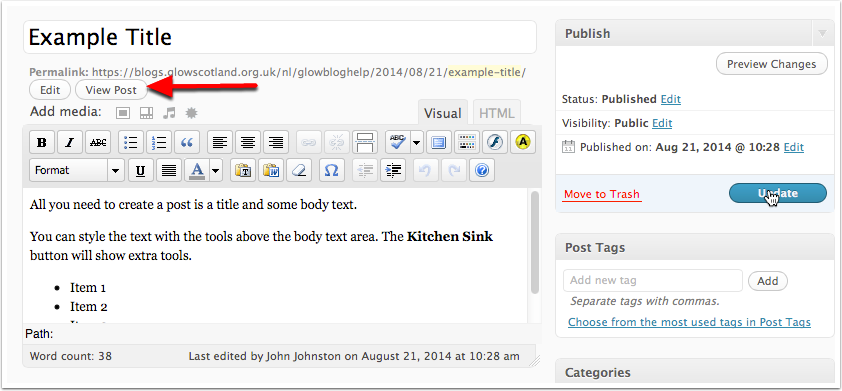 Example Title
Permalink: https://blogs.glowscotland.org.uk/nl/glowbloghelp/2014/08/21/example-title/
Edit View Post
Add media: Visual HTML
B I ABC ABC A
Format U A T W Ω
All you need to create a post is a title and some body text.
You can style the text with the tools above the body text area. The Kitchen Sink
button will show extra tools.
• Item 1
• Item 2
Path:
Word count: 38 Last edited by John Johnston on August 21, 2014 at 10:28 am
Publish
Preview Changes
Status: Published Edit
Visibility: Public Edit
Published on: Aug 21, 2014 @ 10:28 Edit
Move to Trash Update
Post Tags
Add new tag Add
Separate tags with commas.
Choose from the most used tags in Post Tags
Categories